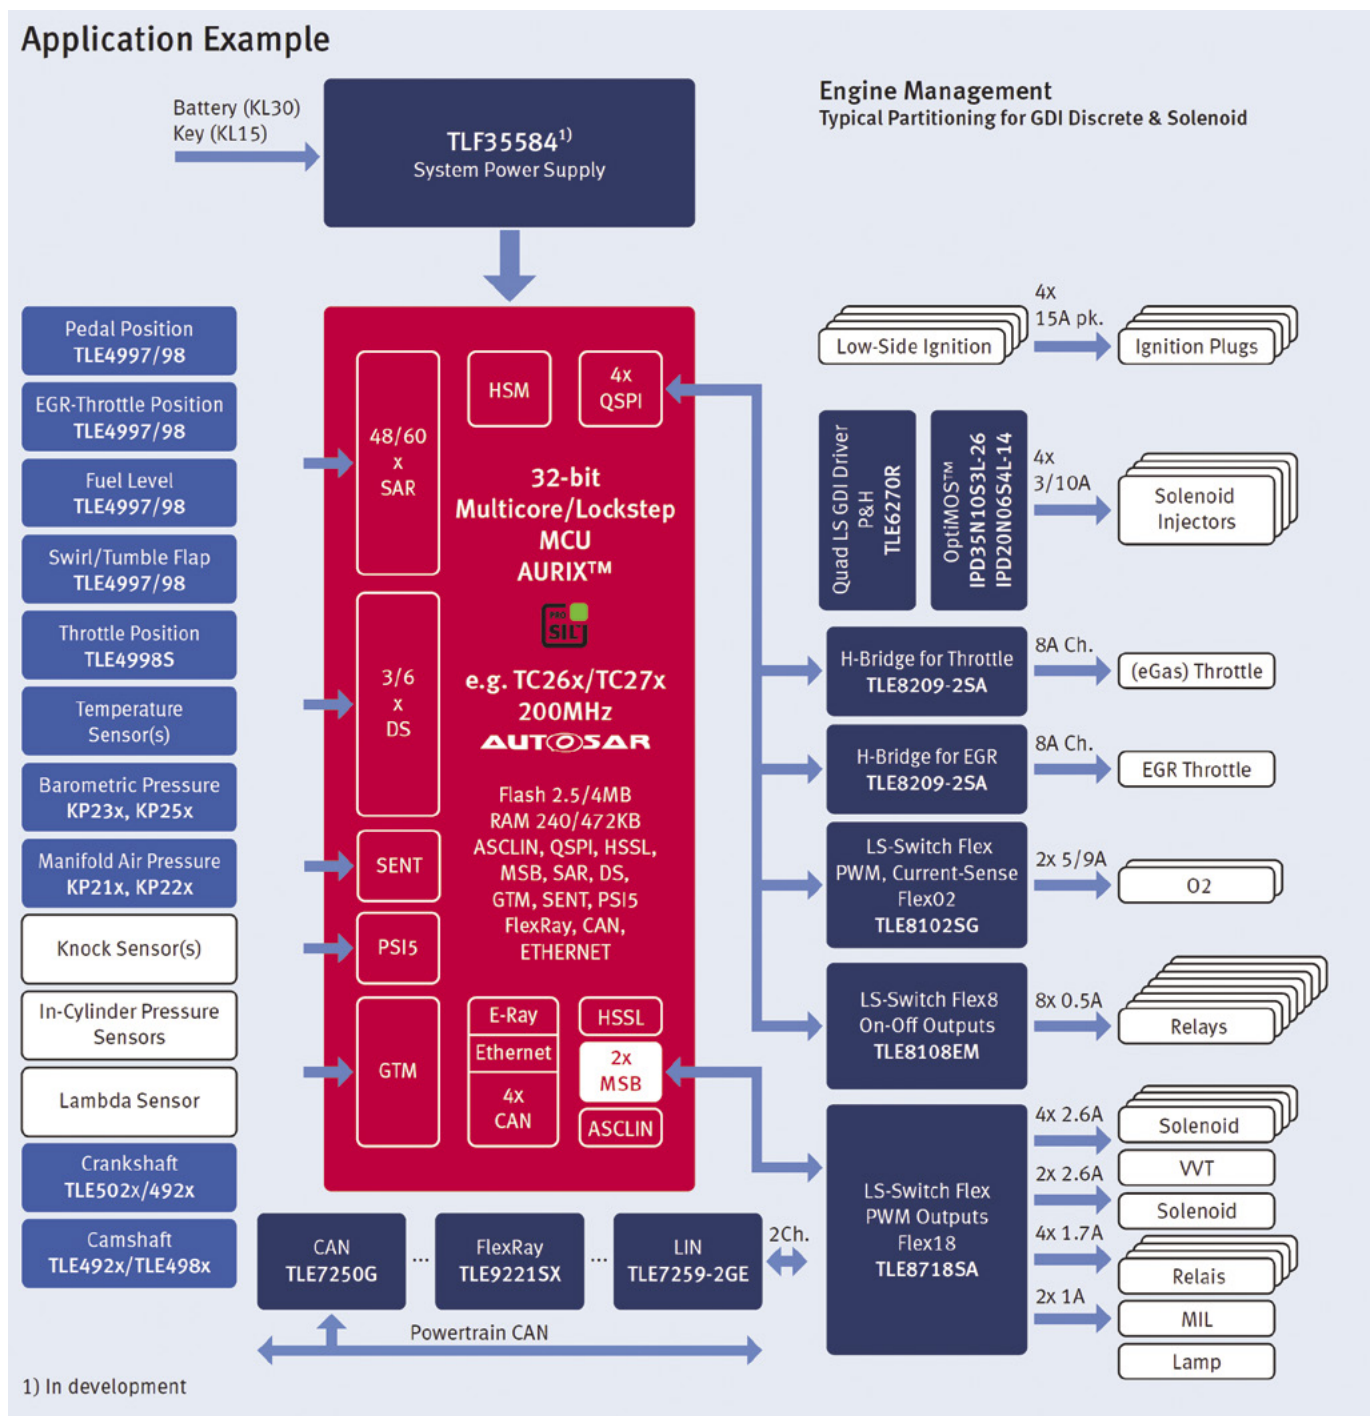 Application Example
Battery (KL30)
Key (KL15)
TLF35584¹⁾
System Power Supply
Engine Management
Typical Partitioning for GDI Discrete & Solenoid
Pedal Position
TLE4997/98
EGR-Throttle Position
TLE4997/98
Fuel Level
TLE4997/98
Swirl/Tumble Flap
TLE4997/98
Throttle Position
TLE4998S
Temperature
Sensor(s)
Barometric Pressure
KP23x, KP25x
Manifold Air Pressure
KP21x, KP22x
Knock Sensor(s)
In-Cylinder Pressure
Sensors
Lambda Sensor
Crankshaft
TLE502x/492x
Camshaft
TLE492x/TLE498x
48/60
x
SAR
3/6
x
DS
SENT
PSI5
GTM
HSM
4x
QSPI
32-bit
Multicore/Lockstep
MCU
AURIX™
PRO
SIL
e.g. TC26x/TC27x
200MHz
AUTOSAR
Flash 2.5/4MB
RAM 240/472KB
ASCLIN, QSPI, HSSL,
MSB, SAR, DS,
GTM, SENT, PSI5
FlexRay, CAN,
ETHERNET
E-Ray
Ethernet
4x
CAN
HSSL
2x
MSB
ASCLIN
Low-Side Ignition
4x
15A pk.
Ignition Plugs
Quad LS GDI Driver
P&H
TLE6270R
OptiMOS™
IPD35N10S3L-26
IPD20N06S4L-14
4x
3/10A
Solenoid
Injectors
H-Bridge for Throttle
TLE8209-2SA
8A Ch.
(eGas) Throttle
H-Bridge for EGR
TLE8209-2SA
8A Ch.
EGR Throttle
LS-Switch Flex
PWM, Current-Sense
FlexO2
TLE8102SG
2x 5/9A
O2
LS-Switch Flex8
On-Off Outputs
TLE8108EM
8x 0.5A
Relays
LS-Switch Flex
PWM Outputs
Flex18
TLE8718SA
4x 2.6A
Solenoid
VVT
2x 2.6A
Solenoid
4x 1.7A
Relais
2x 1A
MIL
Lamp
CAN
TLE7250G
...
FlexRay
TLE9221SX
...
LIN
TLE7259-2GE
2Ch.
Powertrain CAN
1) In development